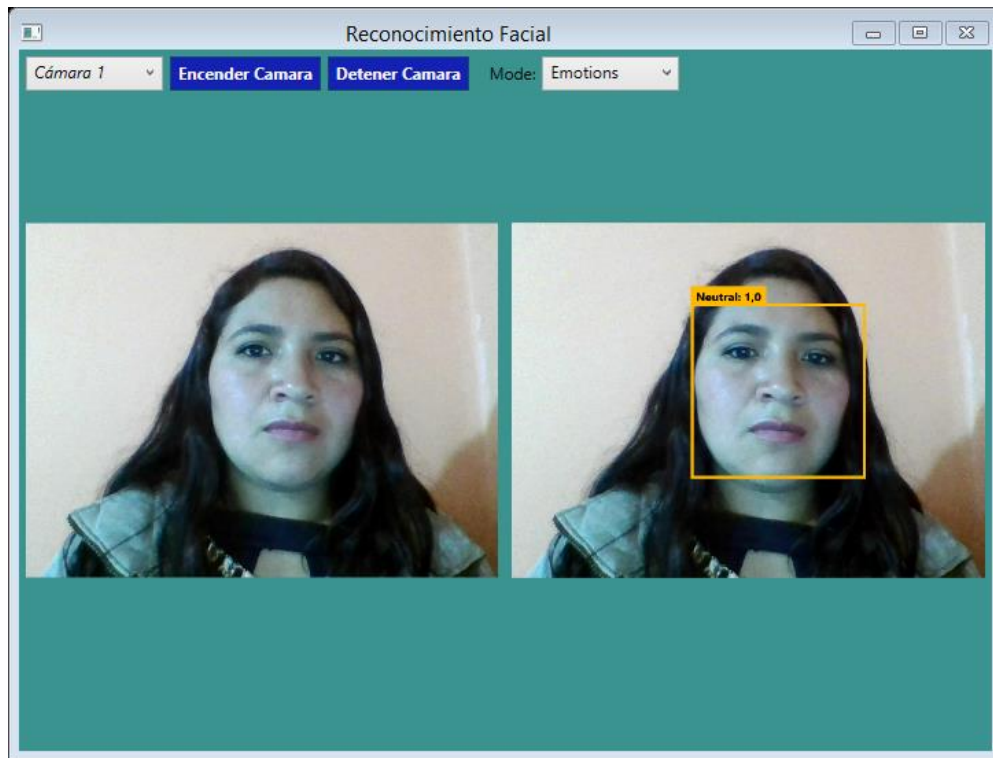 Reconocimiento Facial
Cámara 1 Encender Camara Detener Camara Mode: Emotions
Neutral: 1,0